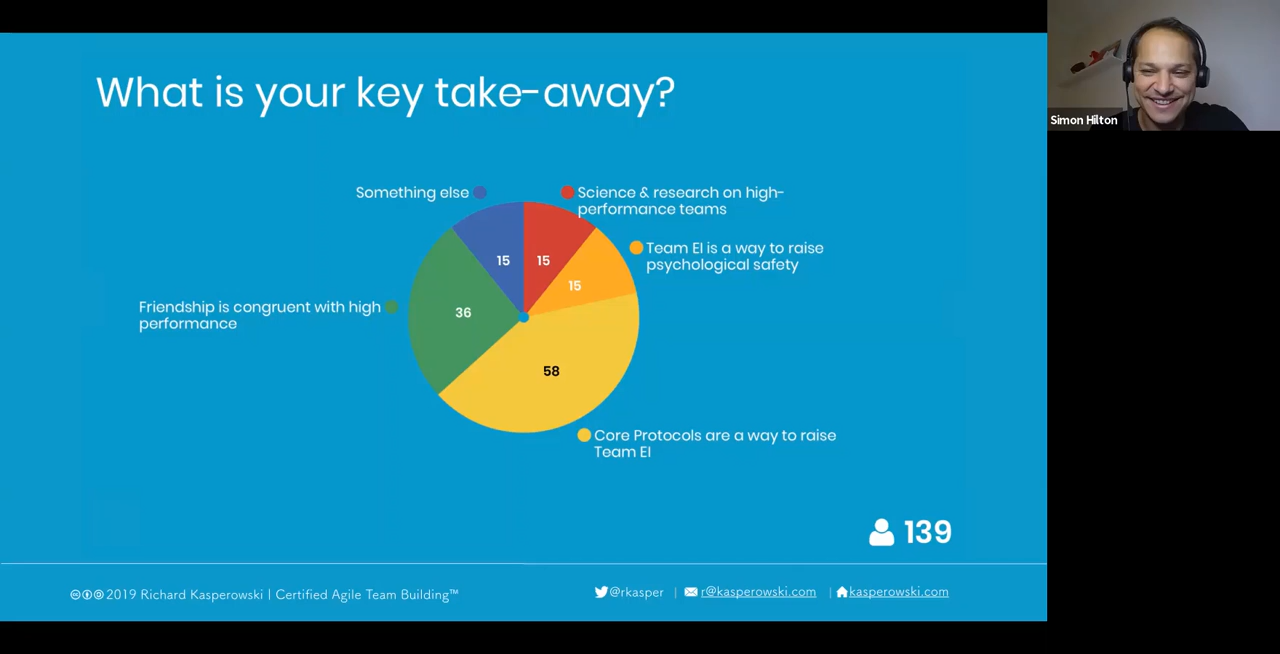 What is your key take-away?
Simon Hilton
Something else
Science & research on high-
performance teams
Team EI is a way to raise
psychological safety
15
15
15
Friendship is congruent with high
performance
36
58
Core Protocols are a way to raise
Team EI
139
2019 Richard Kasperowski | Certified Agile Team Building™
@rkasper | r@kasperowski.com | kasperowski.com